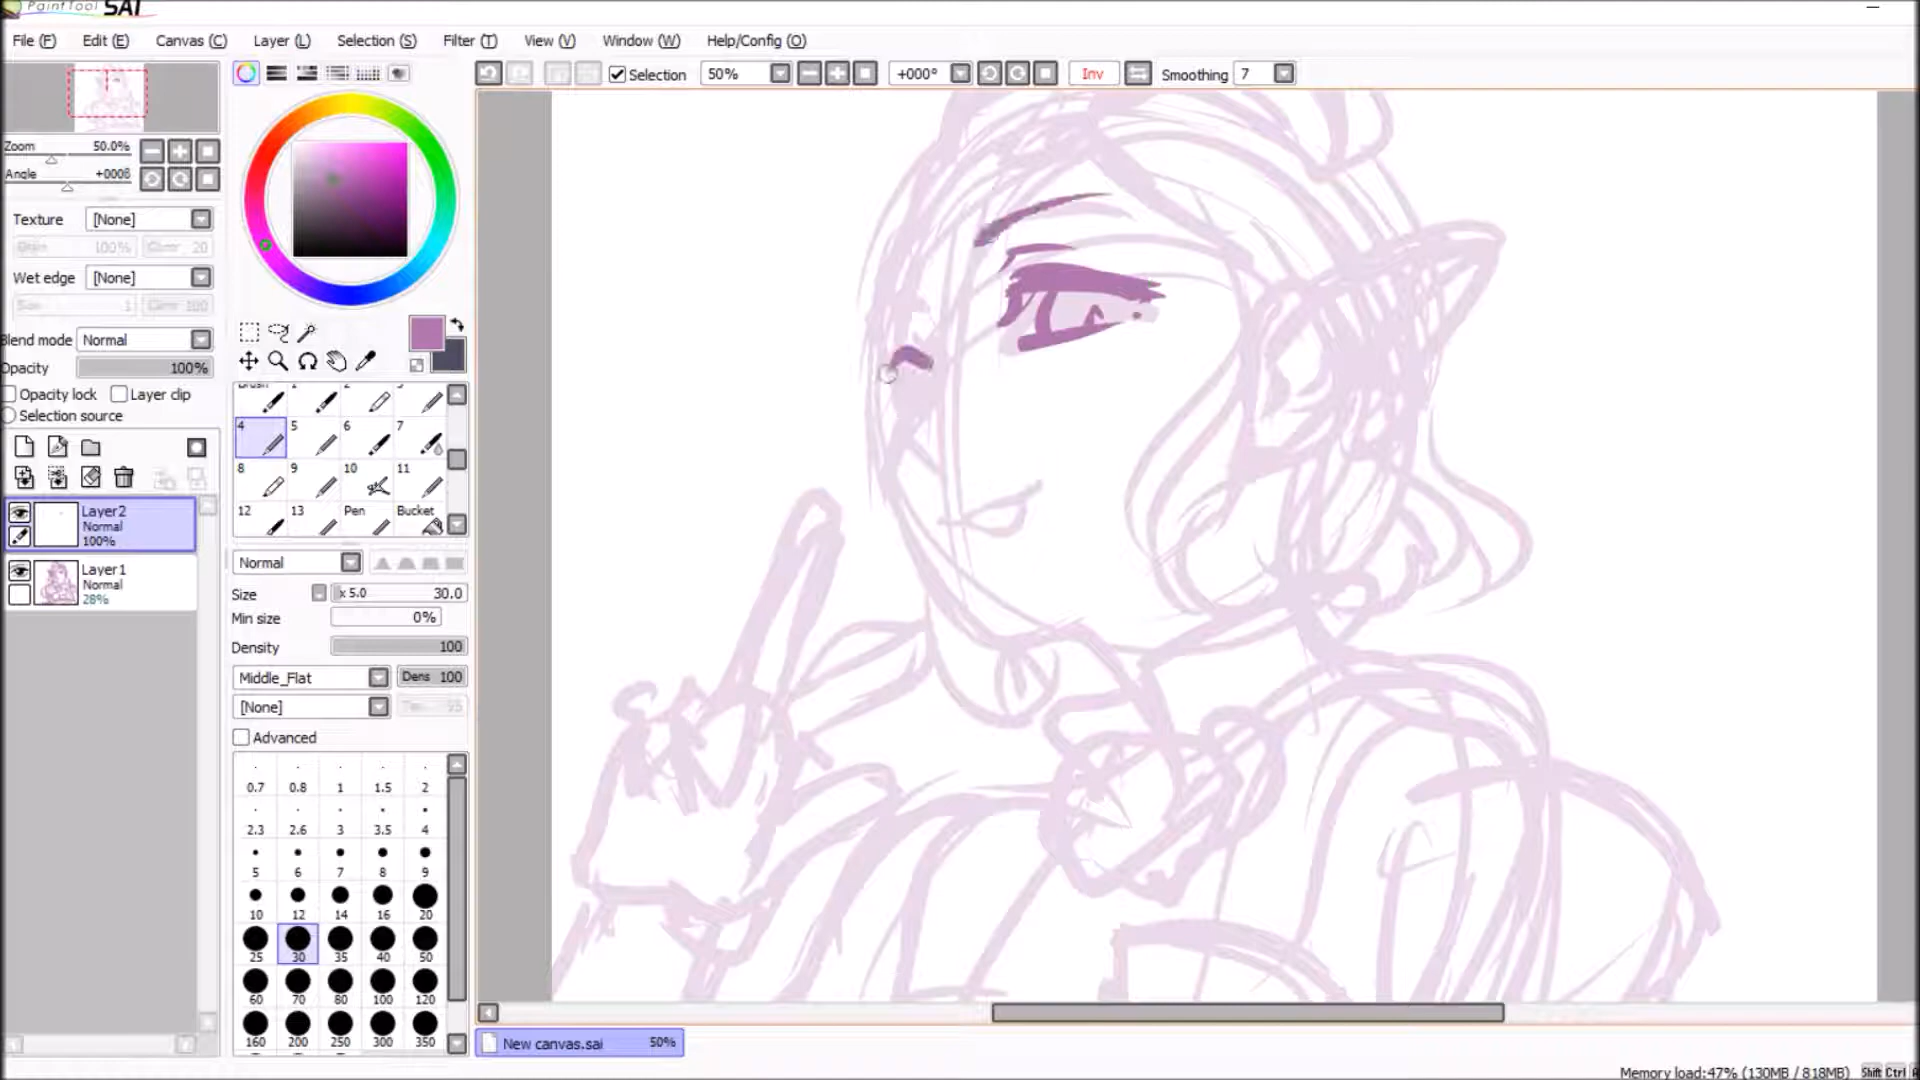 PaintTool SAI
File (F) Edit (E) Canvas (C) Layer (L) Selection (S) Filter (T) View (V) Window (W) Help/Config (O)
Selection 50% +000° Inv Smoothing 7
Zoom 50.0%
Angle
Texture [None]
100% 20
Wet edge [None]
1 100
Blend mode Normal
Opacity 100%
Opacity lock Layer clip
Selection source
Layer2
Normal
100%
Layer1
Normal
28%
Brush 1 2 3
4 5 6 7
8 9 10 11
12 13 Pen Bucket
Normal
Size x 5.0 30.0
Min size 0%
Density 100
Middle_Flat Dens 100
[None] 95
Advanced
0.7 0.8 1 1.5 2
2.3 2.6 3 3.5 4
5 6 7 8 9
10 12 14 16 20
25 30 35 40 50
60 70 80 100 120
160 200 250 300 350
New canvas.sai 50%
Memory load:47% (130MB / 818MB) Shift Ctrl